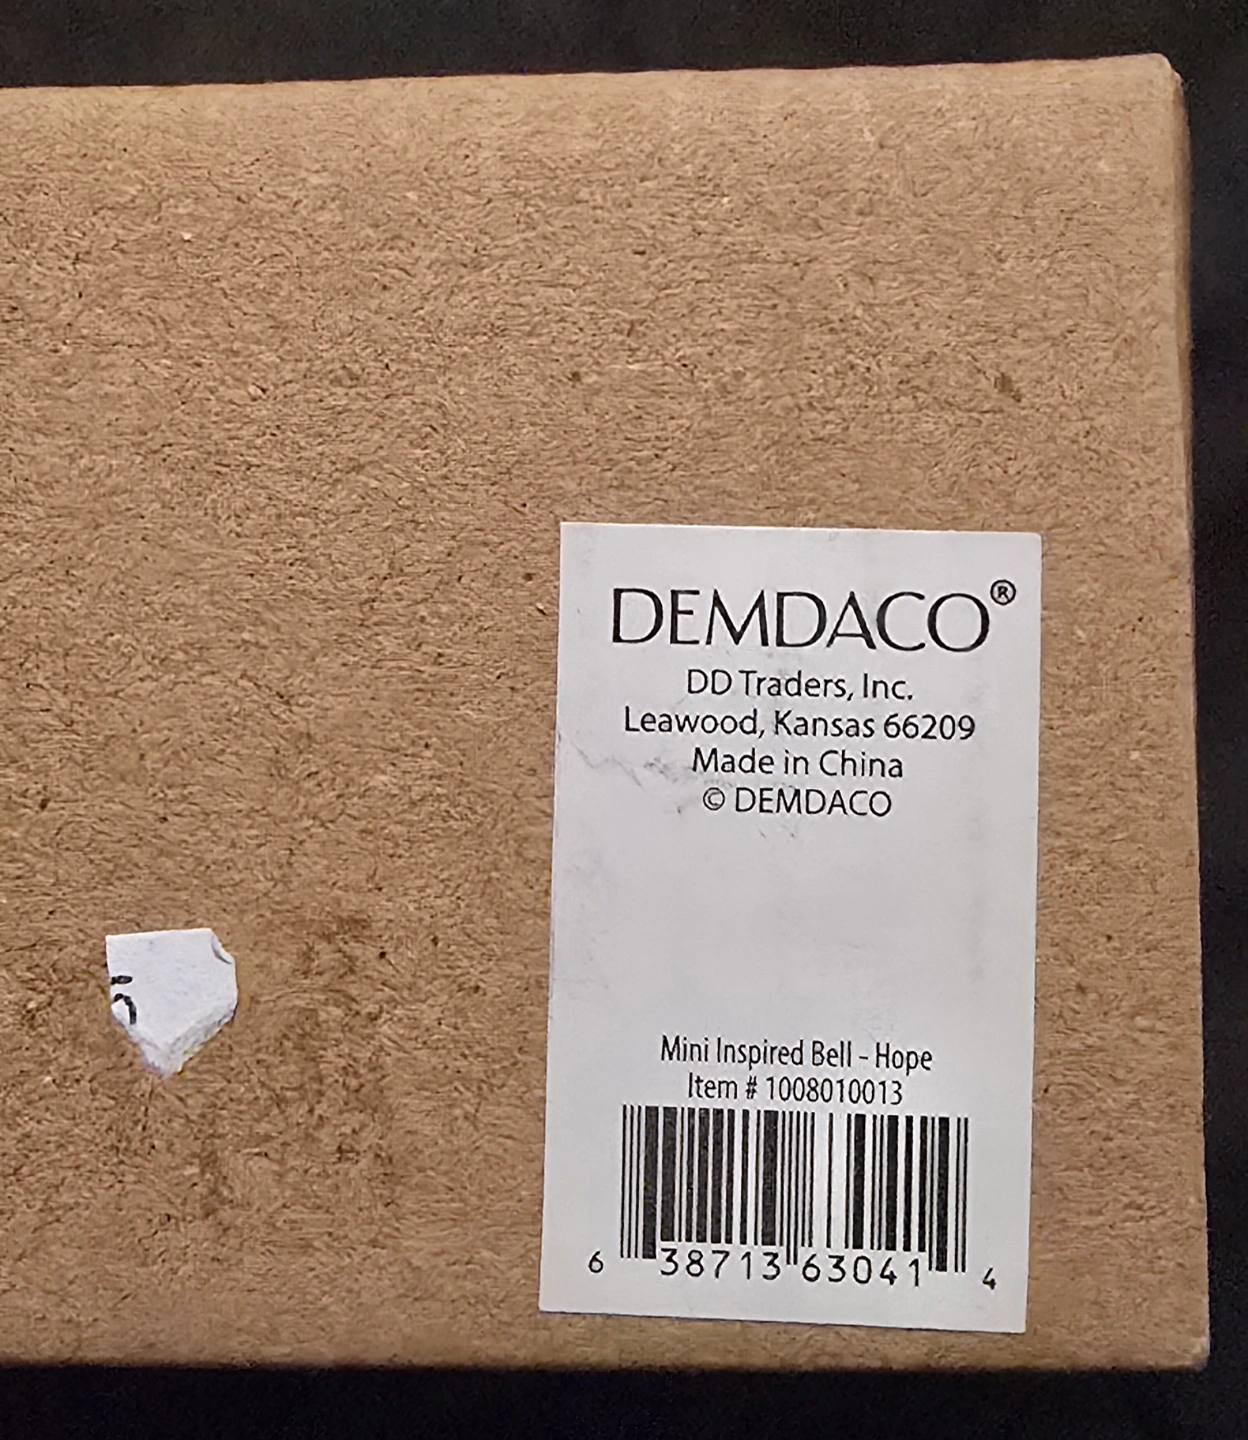 DEMDACO®
DD Traders, Inc.
Leawood, Kansas 66209
Made in China
© DEMDACO
Mini Inspired Bell - Hope
Item # 1008010013
6 38713 63041 4